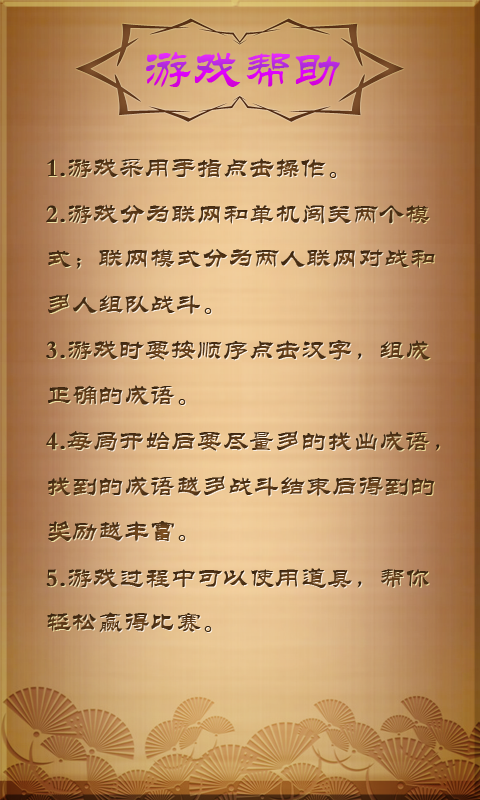 游戏帮助
1.游戏采用手指点击操作。
2.游戏分为联网和单机闯关两个模
式；联网模式分为两人联网对战和
多人组队战斗。
3.游戏时要按顺序点击汉字，组成
正确的成语。
4.每局开始后要尽量多的找出成语，
找到的成语越多战斗结束后得到的
奖励越丰富。
5.游戏过程中可以使用道具，帮你
轻松赢得比赛。